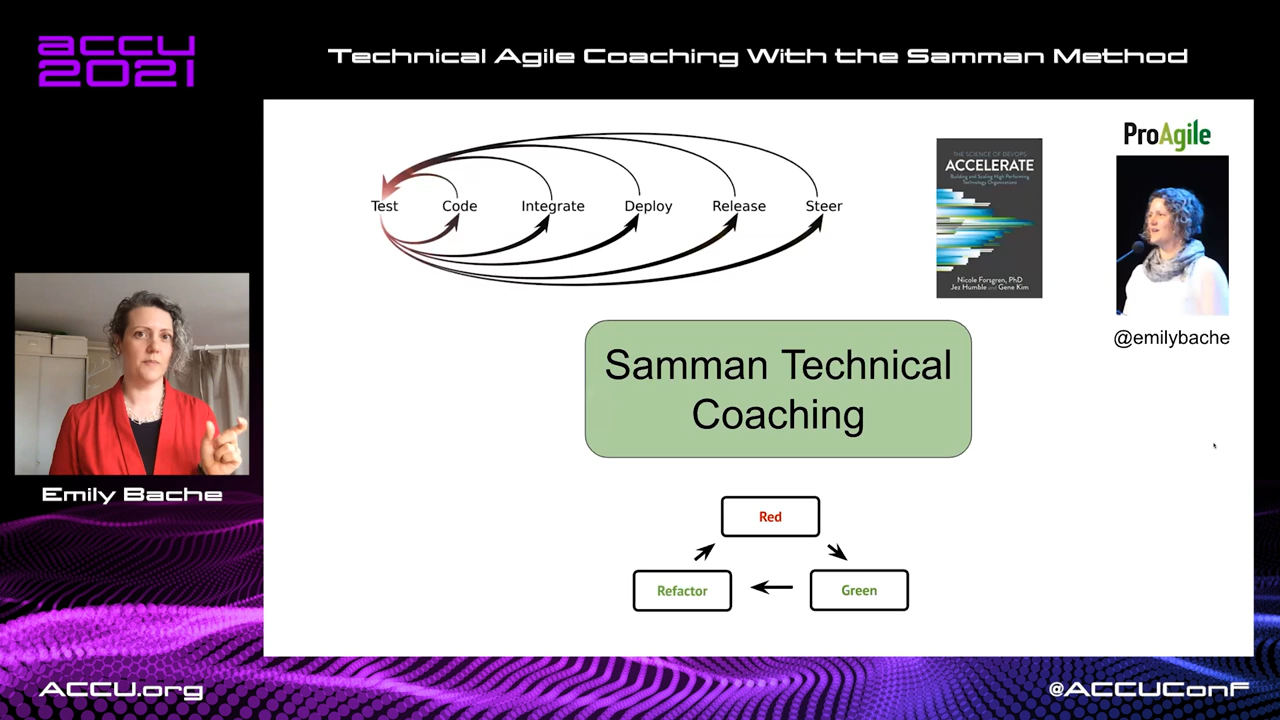 accu
2021
Technical Agile Coaching With the Samman Method
Test Code Integrate Deploy Release Steer
THE SCIENCE OF DEVOPS
ACCELERATE
Building and Scaling High Performing
Technology Organizations
Nicole Forsgren, PhD
Jez Humble and Gene Kim
ProAgile
@emilybache
Samman Technical
Coaching
Red
Refactor
Green
Emily Bache
ACCU.org
@ACCUConf